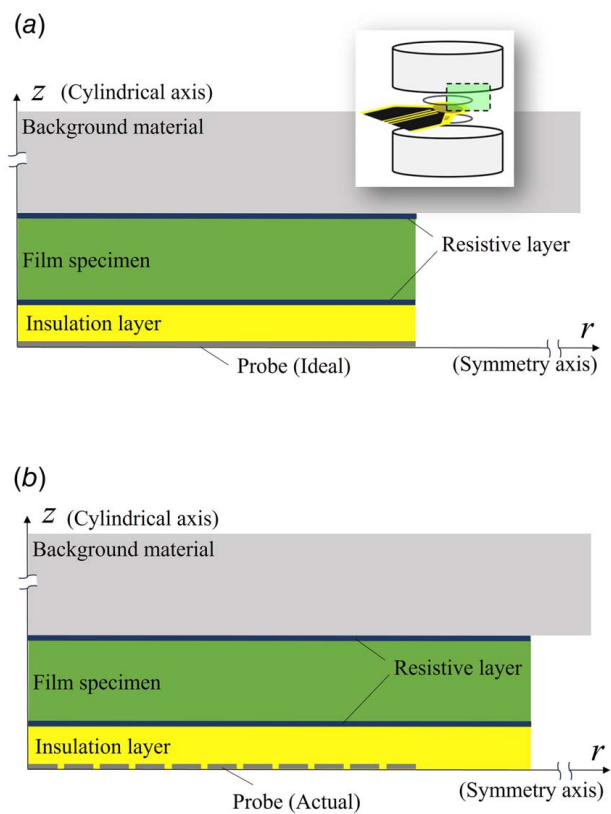 (a)
z (Cylindrical axis)
Background material
Resistive layer
Film specimen
Insulation layer
r
Probe (Ideal)
(Symmetry axis)
(b)
z (Cylindrical axis)
Background material
Resistive layer
Film specimen
Insulation layer
r
(Symmetry axis)
Probe (Actual)